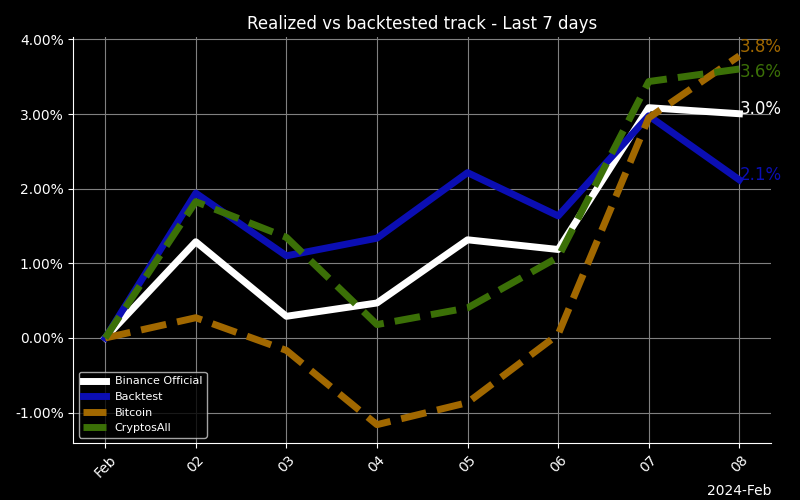 Realized vs backtested track - Last 7 days
4.00%
3.00%
2.00%
1.00%
0.00%
-1.00%
3.8%
3.6%
3.0%
2.1%
Binance Official
Backtest
Bitcoin
CryptosAll
Feb 02 03 04 05 06 07 08
2024-Feb